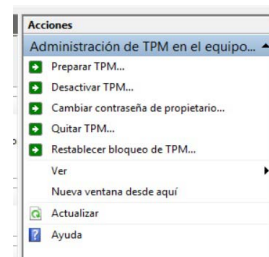 Acciones
Administración de TPM en el equipo...
Preparar TPM...
Desactivar TPM...
Cambiar contraseña de propietario...
Quitar TPM...
Restablecer bloqueo de TPM...
Ver
Nueva ventana desde aquí
Actualizar
Ayuda